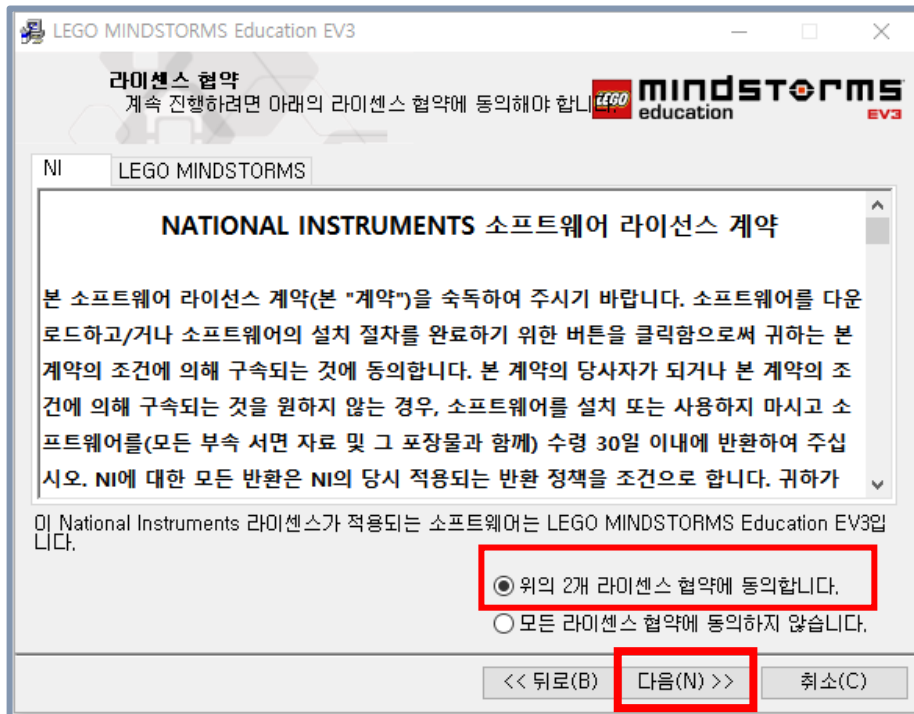 LEGO MINDSTORMS Education EV3
라이센스 협약
계속 진행하려면 아래의 라이센스 협약에 동의해야 합니다.
LEGO mindstorms
education
EV3
NI
LEGO MINDSTORMS
NATIONAL INSTRUMENTS 소프트웨어 라이선스 계약
본 소프트웨어 라이선스 계약(본 "계약")을 숙독하여 주시기 바랍니다. 소프트웨어를 다운
로드하고/거나 소프트웨어의 설치 절차를 완료하기 위한 버튼을 클릭함으로써 귀하는 본
계약의 조건에 의해 구속되는 것에 동의합니다. 본 계약의 당사자가 되거나 본 계약의 조
건에 의해 구속되는 것을 원하지 않는 경우, 소프트웨어를 설치 또는 사용하지 마시고 소
프트웨어를(모든 부속 서면 자료 및 그 포장물과 함께) 수령 30일 이내에 반환하여 주십
시오. NI에 대한 모든 반환은 NI의 당시 적용되는 반환 정책을 조건으로 합니다. 귀하가
이 National Instruments 라이센스가 적용되는 소프트웨어는 LEGO MINDSTORMS Education EV3입
니다.
위의 2개 라이센스 협약에 동의합니다.
모든 라이센스 협약에 동의하지 않습니다.
<< 뒤로(B)
다음(N) >>
취소(C)